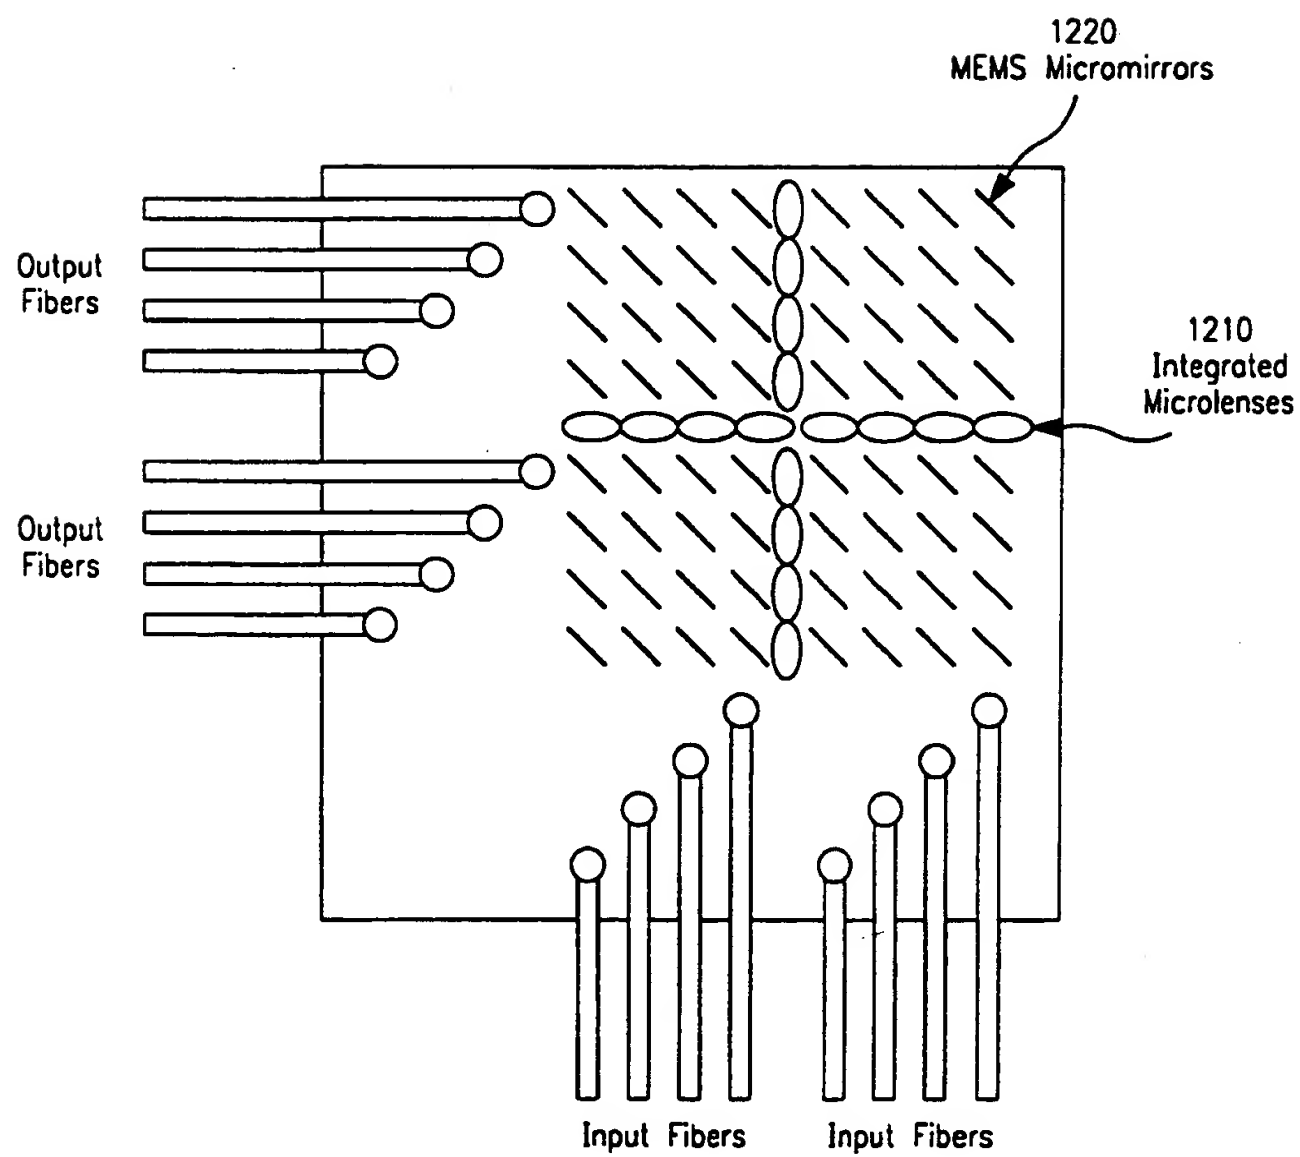 1220
MEMS Micromirrors
Output
Fibers
1210
Integrated
Microlenses
Output
Fibers
Input Fibers
Input Fibers